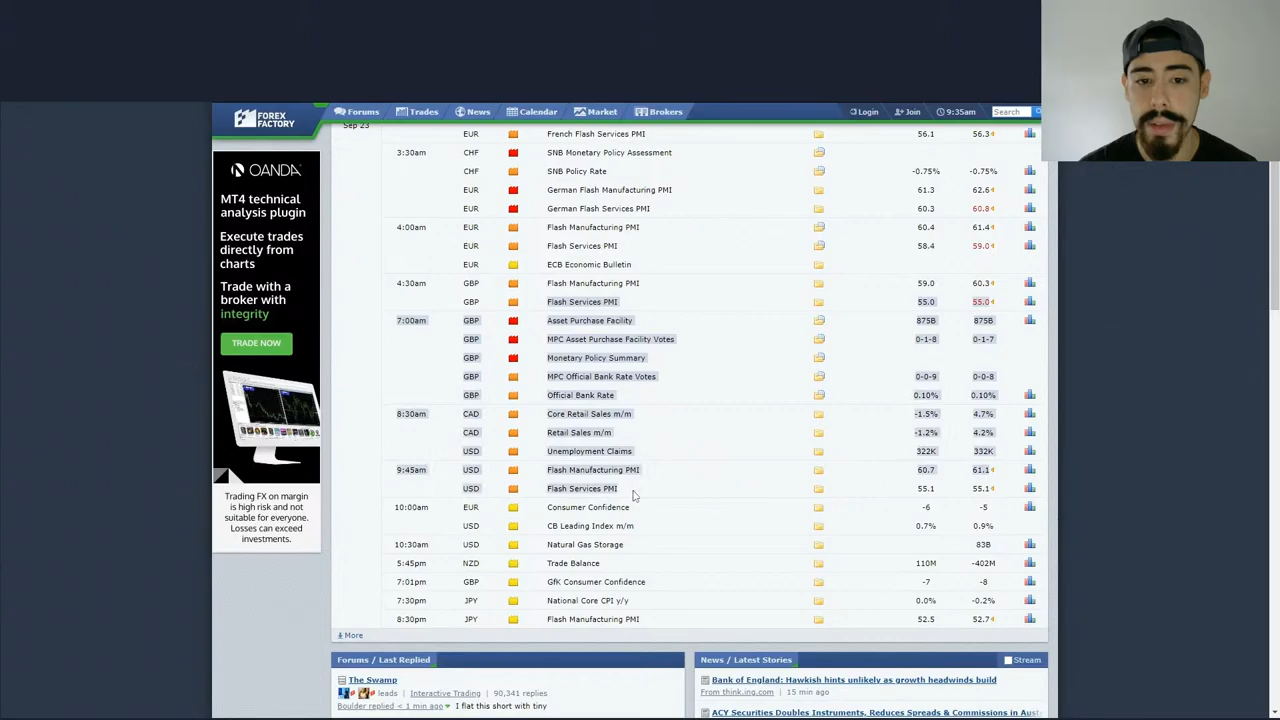 FOREX
FACTORY
Forums
Trades
News
Calendar
Market
Brokers
Login
Join
9:35am
Search
Sep 23
EUR French Flash Services PMI 56.1 56.3
3:30am CHF SNB Monetary Policy Assessment
CHF SNB Policy Rate -0.75% -0.75%
EUR German Flash Manufacturing PMI 61.3 62.6
EUR German Flash Services PMI 60.3 60.8
4:00am EUR Flash Manufacturing PMI 60.4 61.4
EUR Flash Services PMI 58.4 59.0
EUR ECB Economic Bulletin
4:30am GBP Flash Manufacturing PMI 59.0 60.3
GBP Flash Services PMI 55.0 55.0
7:00am GBP Asset Purchase Facility 875B 875B
GBP MPC Asset Purchase Facility Votes 0-1-8 0-1-7
GBP Monetary Policy Summary
GBP MPC Official Bank Rate Votes 0-0-9 0-0-8
GBP Official Bank Rate 0.10% 0.10%
8:30am CAD Core Retail Sales m/m -1.5% 4.7%
CAD Retail Sales m/m -1.2% 4.2%
USD Unemployment Claims 322K 332K
9:45am USD Flash Manufacturing PMI 60.7 61.1
USD Flash Services PMI 55.1 55.1
10:00am EUR Consumer Confidence -6 -5
USD CB Leading Index m/m 0.7% 0.9%
10:30am USD Natural Gas Storage 83B
5:45pm NZD Trade Balance 110M -402M
7:01pm GBP GfK Consumer Confidence -7 -8
7:30pm JPY National Core CPI y/y 0.0% -0.2%
8:30pm JPY Flash Manufacturing PMI 52.5 52.7
More
OANDA
MT4 technical
analysis plugin
Execute trades
directly from
charts
Trade with a
broker with
integrity
TRADE NOW
Trading FX on margin
is high risk and not
suitable for everyone.
Losses can exceed
investments.
Forums / Last Replied
The Swamp
leads | Interactive Trading | 90,341 replies
Boulder replied < 1 min ago I flat this short with tiny
News / Latest Stories
Stream
Bank of England: Hawkish hints unlikely as growth headwinds build
From think.ing.com | 15 min ago
ACY Securities Doubles Instruments, Reduces Spreads & Commissions in Aust